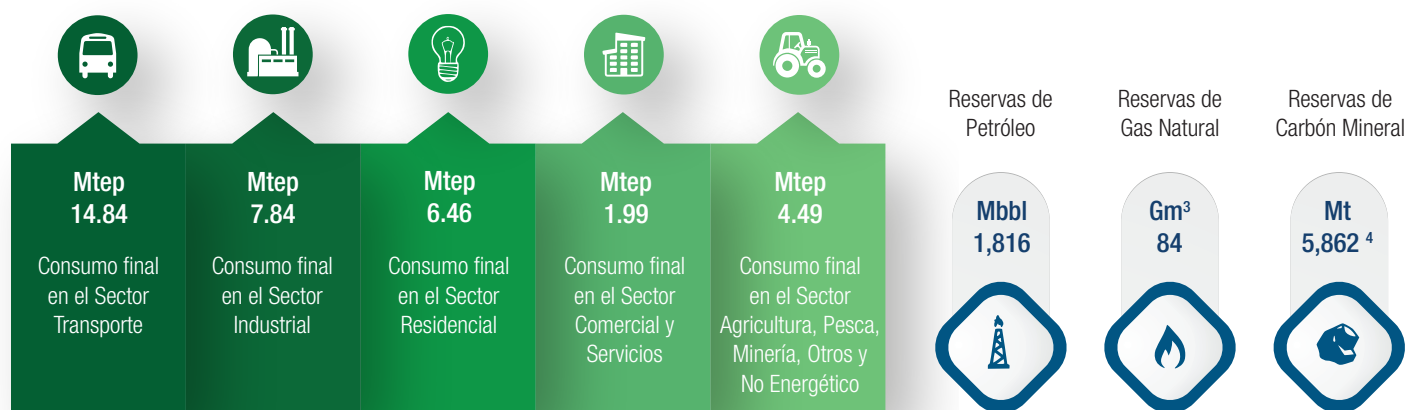 Mtep
14.84
Consumo final
en el Sector
Transporte
Mtep
7.84
Consumo final
en el Sector
Industrial
Mtep
6.46
Consumo final
en el Sector
Residencial
Mtep
1.99
Consumo final
en el Sector
Comercial y
Servicios
Mtep
4.49
Consumo final
en el Sector
Agricultura, Pesca,
Minería, Otros y
No Energético
Reservas de
Petróleo
Mbbl
1,816
Reservas de
Gas Natural
Gm³
84
Reservas de
Carbón Mineral
Mt
5,862 ⁴